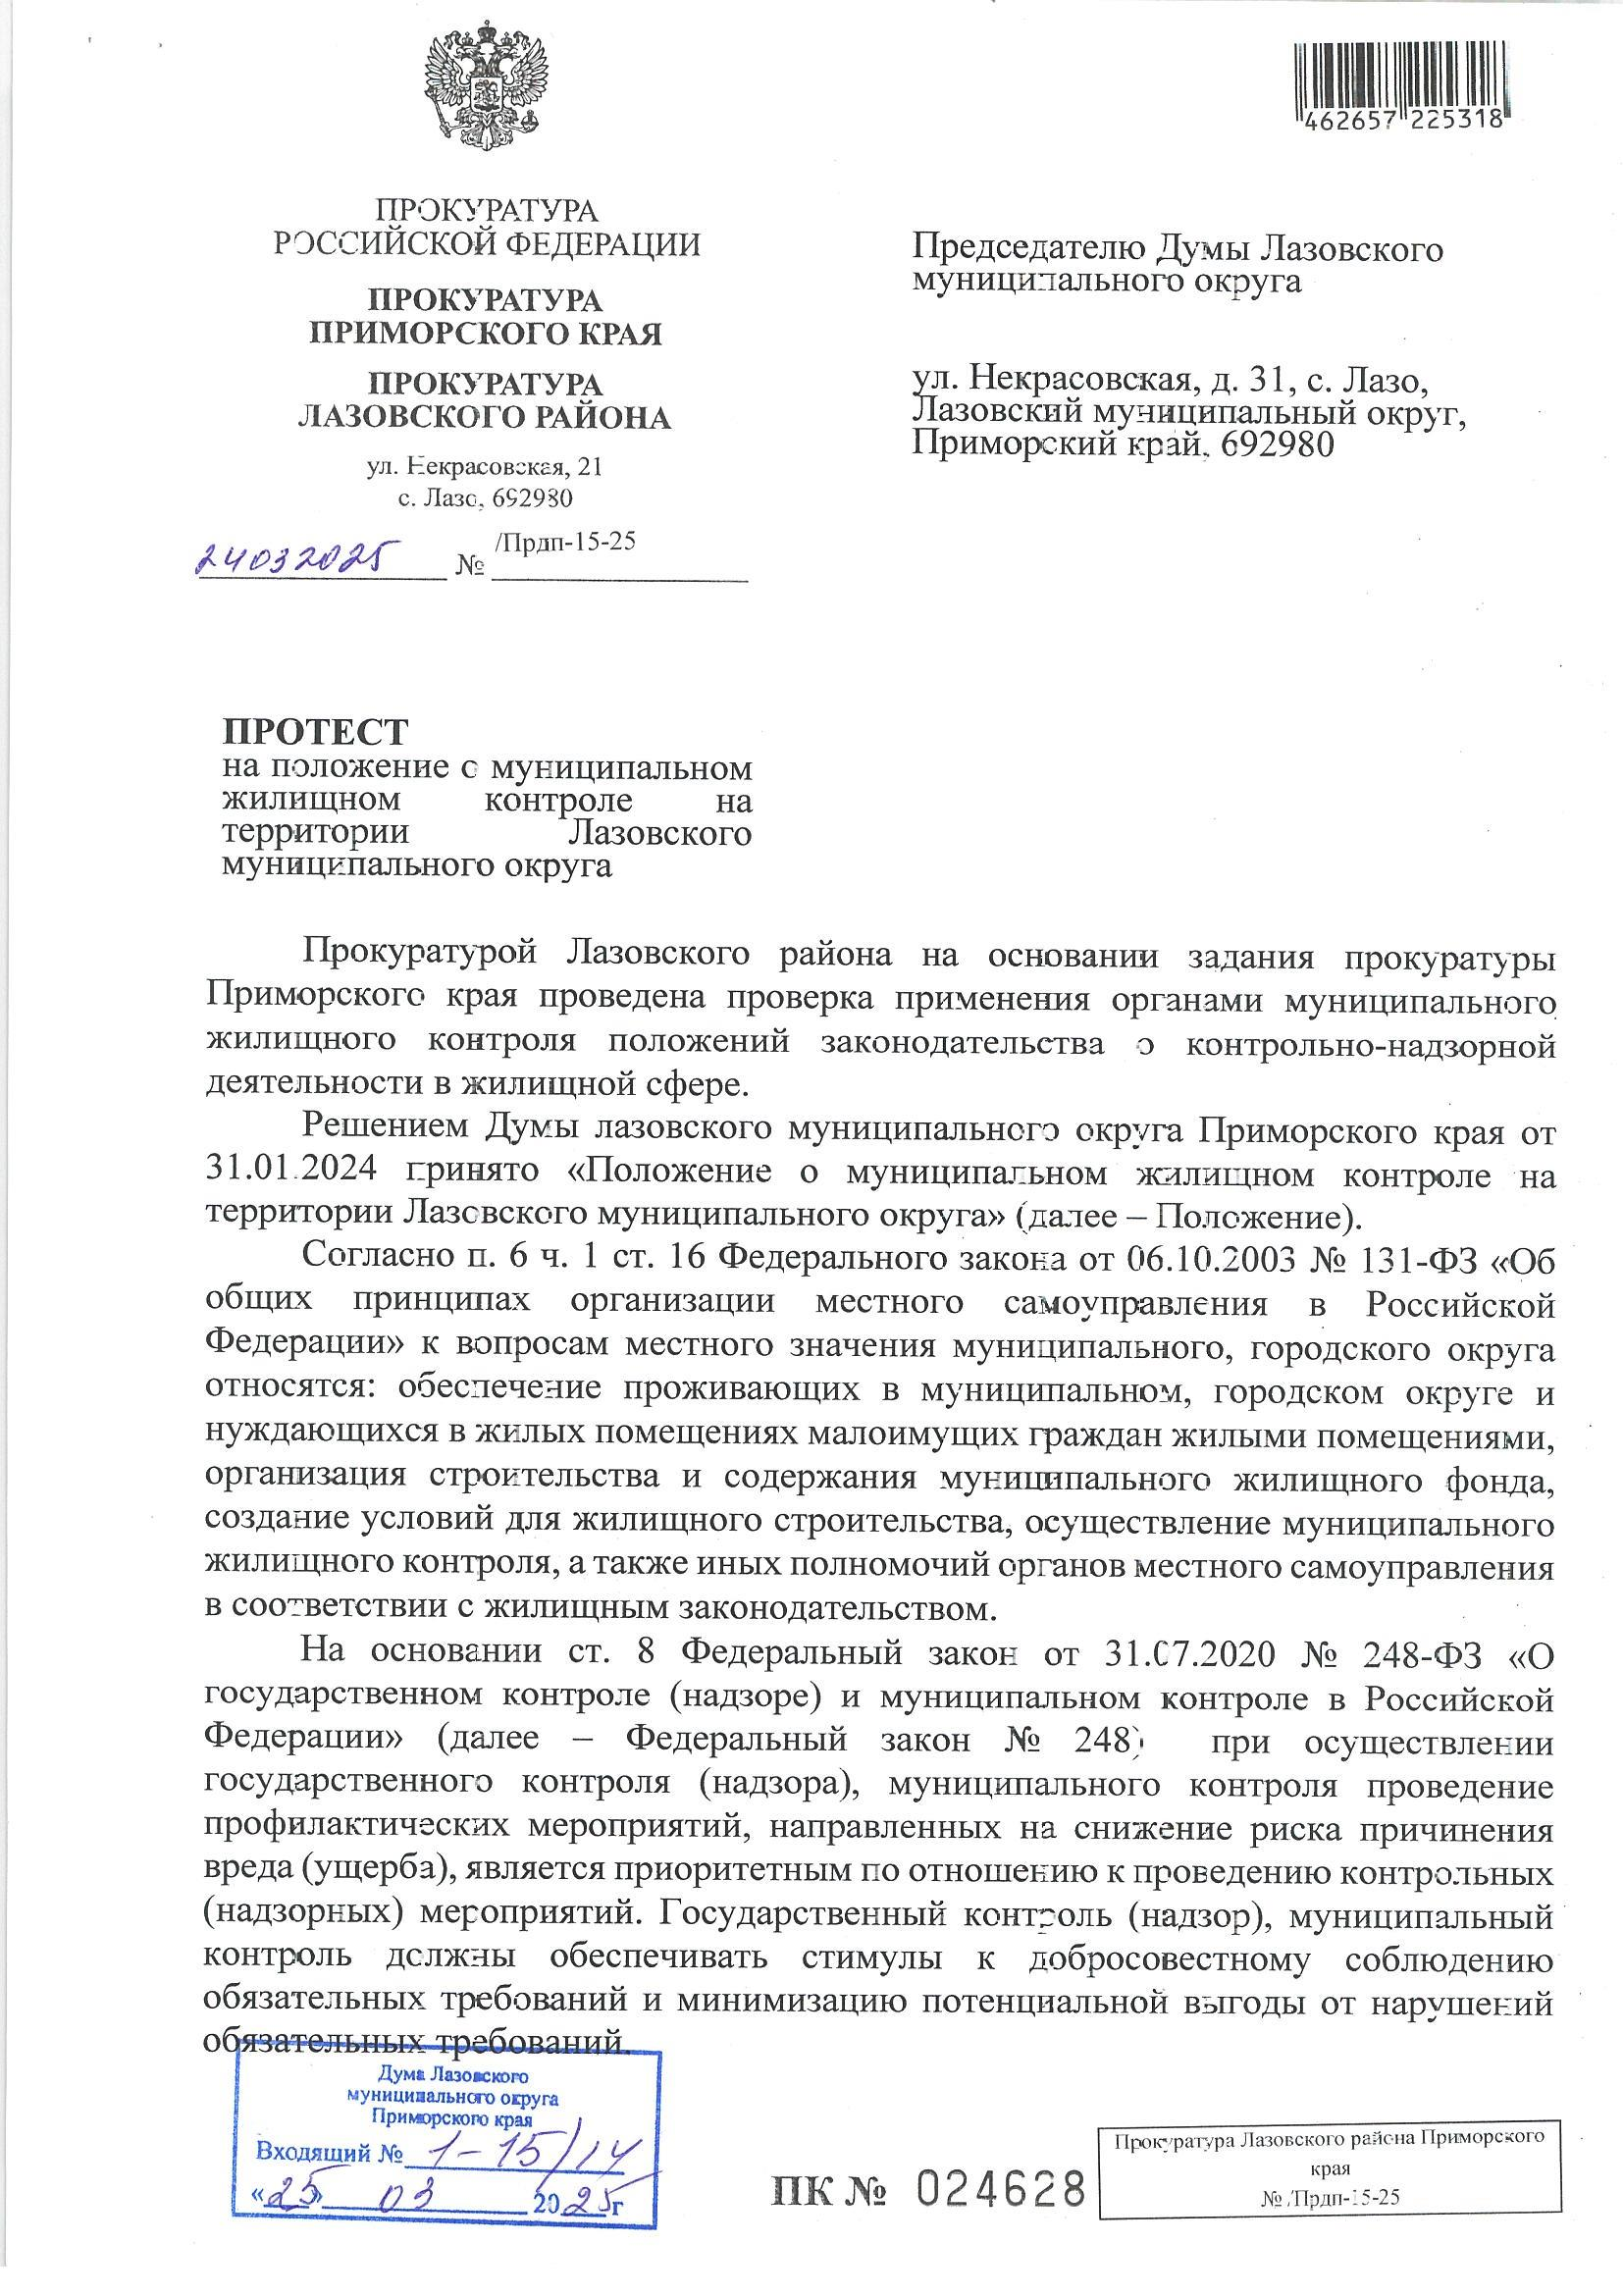 462657 225318
ПРОКУРАТУРА
РОССИЙСКОЙ ФЕДЕРАЦИИ
ПРОКУРАТУРА
ПРИМОРСКОГО КРАЯ
ПРОКУРАТУРА
ЛАЗОВСКОГО РАЙОНА
ул. Некрасовская, 21
с. Лазо, 692980
24032025 № /Прдп-15-25
Председателю Думы Лазовского
муниципального округа
ул. Некрасовская, д. 31, с. Лазо,
Лазовский муниципальный округ,
Приморский край, 692980
ПРОТЕСТ
на положение о муниципальном
жилищном контроле на
территории Лазовского
муниципального округа
Прокуратурой Лазовского района на основании задания прокуратуры
Приморского края проведена проверка применения органами муниципального
жилищного контроля положений законодательства о контрольно-надзорной
деятельности в жилищной сфере.
Решением Думы лазовского муниципального округа Приморского края от
31.01.2024 принято «Положение о муниципальном жилищном контроле на
территории Лазовского муниципального округа» (далее – Положение).
Согласно п. 6 ч. 1 ст. 16 Федерального закона от 06.10.2003 № 131-ФЗ «Об
общих принципах организации местного самоуправления в Российской
Федерации» к вопросам местного значения муниципального, городского округа
относятся: обеспечение проживающих в муниципальном, городском округе и
нуждающихся в жилых помещениях малоимущих граждан жилыми помещениями,
организация строительства и содержания муниципального жилищного фонда,
создание условий для жилищного строительства, осуществление муниципального
жилищного контроля, а также иных полномочий органов местного самоуправления
в соответствии с жилищным законодательством.
На основании ст. 8 Федеральный закон от 31.07.2020 № 248-ФЗ «О
государственном контроле (надзоре) и муниципальном контроле в Российской
Федерации» (далее – Федеральный закон № 248) при осуществлении
государственного контроля (надзора), муниципального контроля проведение
профилактических мероприятий, направленных на снижение риска причинения
вреда (ущерба), является приоритетным по отношению к проведению контрольных
(надзорных) мероприятий. Государственный контроль (надзор), муниципальный
контроль должны обеспечивать стимулы к добросовестному соблюдению
обязательных требований и минимизацию потенциальной выгоды от нарушений
обязательных требований.
Дума Лазовского
муниципального округа
Приморского края
Входящий № 1-15/14
«25» 03 2025г
ПК № 024628
Прокуратура Лазовского района Приморского
края
№ /Прдп-15-25